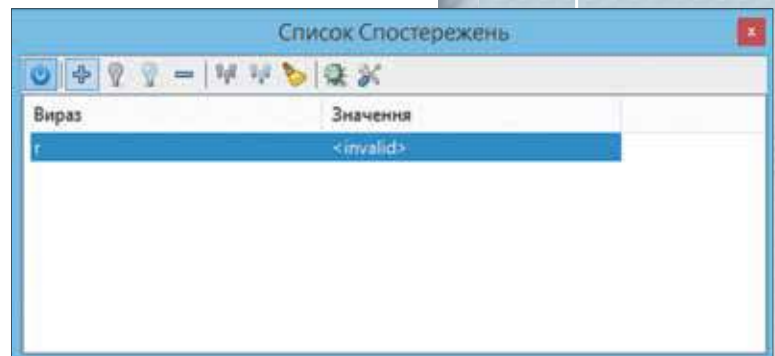 Список Спостережень
x
Вираз Значення
r <invalid>